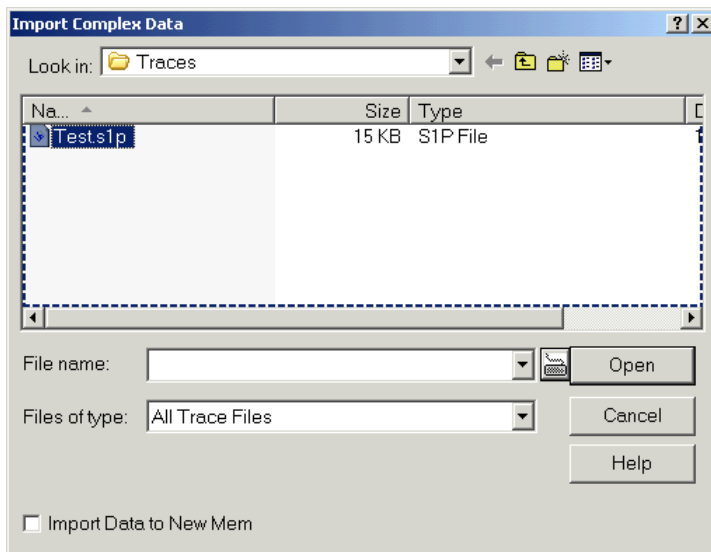 Import Complex Data
Look in: Traces
Na... Size Type D
Test.s1p 15 KB S1P File 1
File name: Open
Files of type: All Trace Files Cancel
Help
Import Data to New Mem